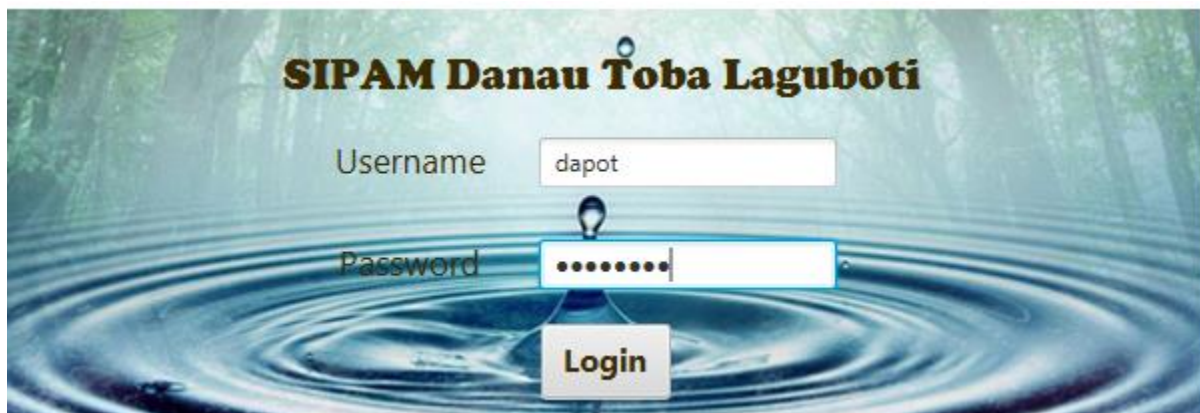 SIPAM Danau Toba Laguboti
Username dapot
Password ••••••••
Login